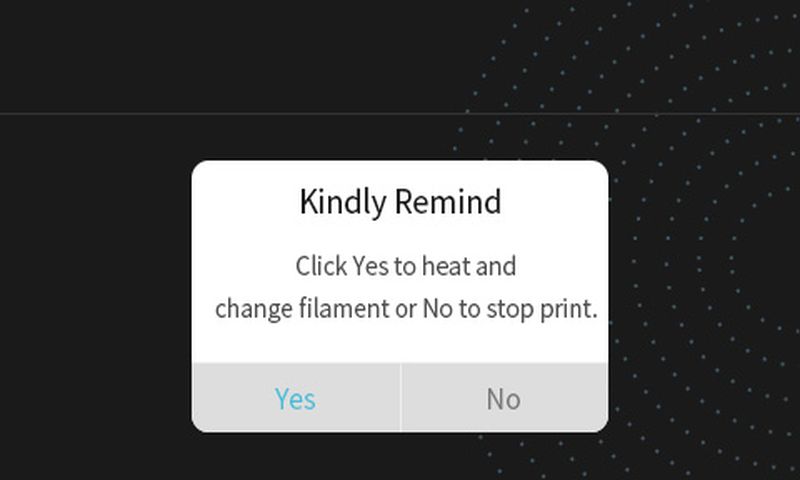 Kindly Remind
Click Yes to heat and
change filament or No to stop print.
Yes
No